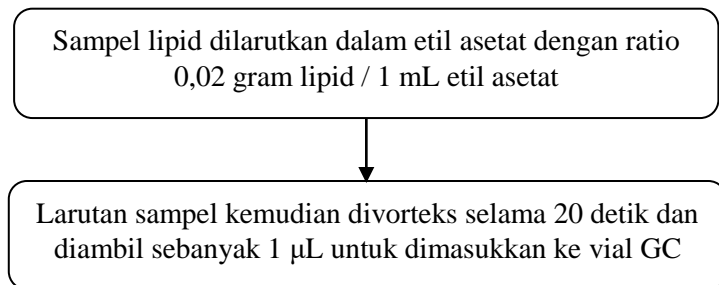 Sampel lipid dilarutkan dalam etil asetat dengan ratio
0,02 gram lipid / 1 mL etil asetat
Larutan sampel kemudian divorteks selama 20 detik dan
diambil sebanyak 1 μL untuk dimasukkan ke vial GC